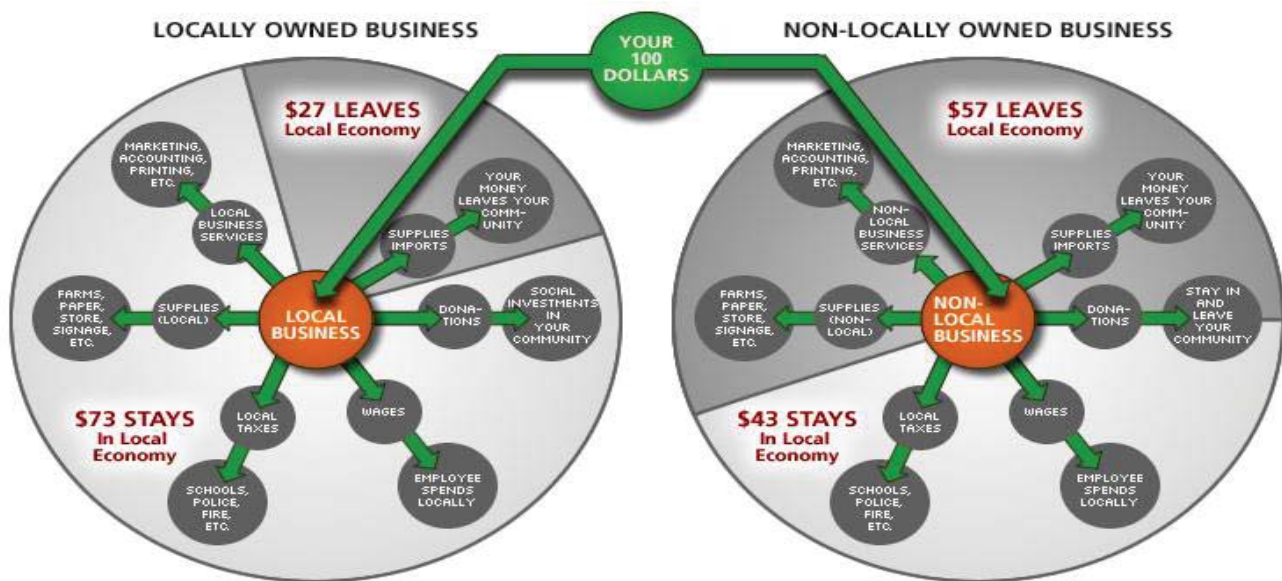 LOCALLY OWNED BUSINESS
YOUR
100
DOLLARS
NON-LOCALLY OWNED BUSINESS
$27 LEAVES
Local Economy
MARKETING,
ACCOUNTING,
PRINTING,
ETC.
LOCAL
BUSINESS
SERVICES
YOUR
MONEY
LEAVES YOUR
COMM-
UNITY
SUPPLIES
IMPORTS
FARMS,
PAPER,
STORE,
SIGNAGE,
ETC.
SUPPLIES
(LOCAL)
LOCAL
BUSINESS
DONA-
TIONS
SOCIAL
INVESTMENTS
IN
YOUR
COMMUNITY
$73 STAYS
In Local
Economy
LOCAL
TAXES
WAGES
SCHOOLS,
POLICE,
FIRE,
ETC.
EMPLOYEE
SPENDS
LOCALLY
$57 LEAVES
Local Economy
MARKETING,
ACCOUNTING,
PRINTING,
ETC.
NON-
LOCAL
BUSINESS
SERVICES
YOUR
MONEY
LEAVES YOUR
COMM-
UNITY
SUPPLIES
IMPORTS
FARMS,
PAPER,
STORE,
SIGNAGE,
ETC.
SUPPLIES
(NON-
LOCAL)
NON-
LOCAL
BUSINESS
DONA-
TIONS
STAY IN
AND
LEAVE
YOUR
COMMUNITY
$43 STAYS
In Local
Economy
LOCAL
TAXES
WAGES
SCHOOLS,
POLICE,
FIRE,
ETC.
EMPLOYEE
SPENDS
LOCALLY